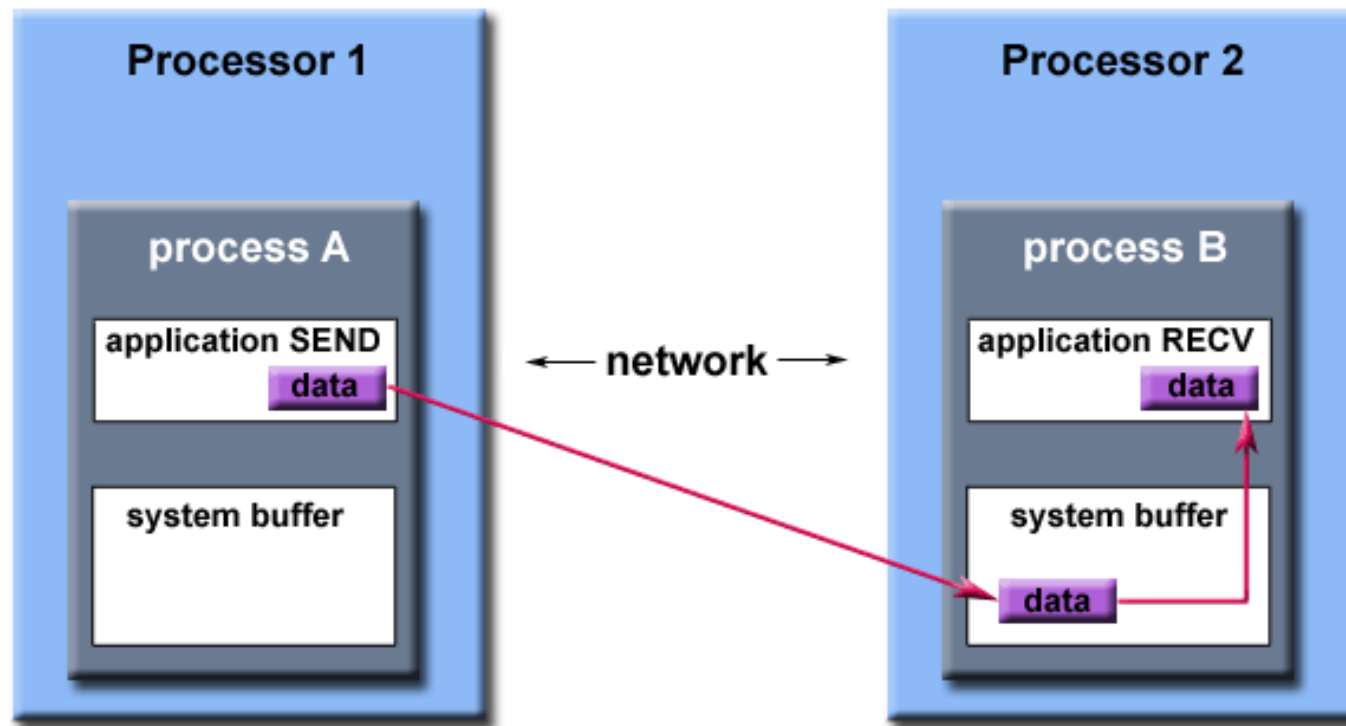 Processor 1
process A
application SEND
data
system buffer
network
Processor 2
process B
application RECV
data
system buffer
data